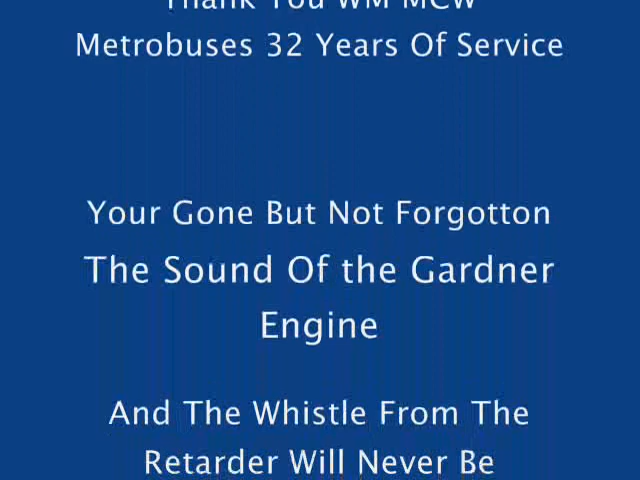 Thank You WM MCW
Metrobuses 32 Years Of Service
Your Gone But Not Forgotton
The Sound Of the Gardner
Engine
And The Whistle From The
Retarder Will Never Be